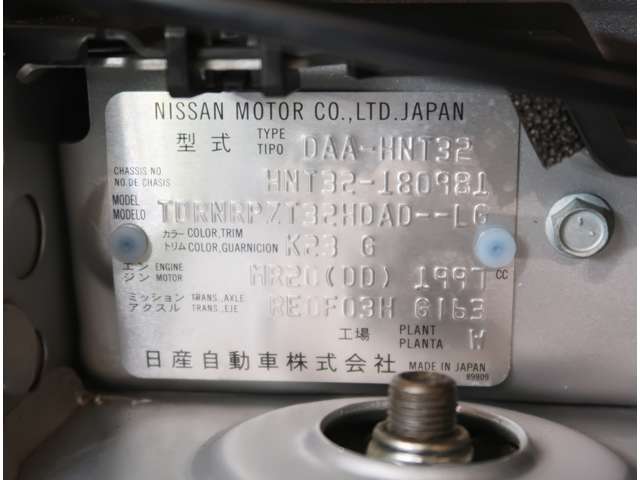 NISSAN MOTOR CO., LTD. JAPAN
型式 TYPE TIPO DAA-HNT32
CHASSIS NO. NO. DE CHASIS HNT32-180981
MODEL MODELO TDRNRPZT32HDAD--LG
カラー トリム COLOR, TRIM COLOR, GUARNICION K23 G
エンジン ENGINE MOTOR MR20(DD) 1997 CC
ミッション アクスル TRANS., AXLE TRANS., EJE RE0F03H G163
工場 PLANT PLANTA W
日産自動車株式会社 MADE IN JAPAN
89909